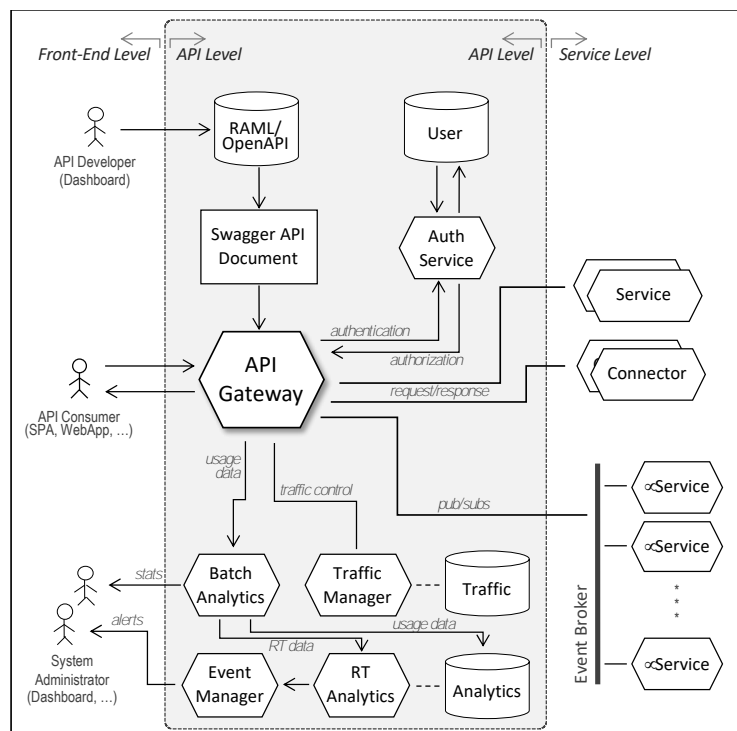 Front-End Level
API Level
API Level
Service Level
RAML/
OpenAPI
User
API Developer
(Dashboard)
Swagger API
Document
Auth
Service
Service
authentication
authorization
API
Gateway
Connector
request/response
API Consumer
(SPA, WebApp, ...)
usage
data
traffic control
pub/subs
∝Service
∝Service
stats
Batch
Analytics
Traffic
Manager
Traffic
*
*
*
alerts
usage data
RT data
System
Administrator
(Dashboard, ...)
Event
Manager
RT
Analytics
Analytics
Event Broker
∝Service